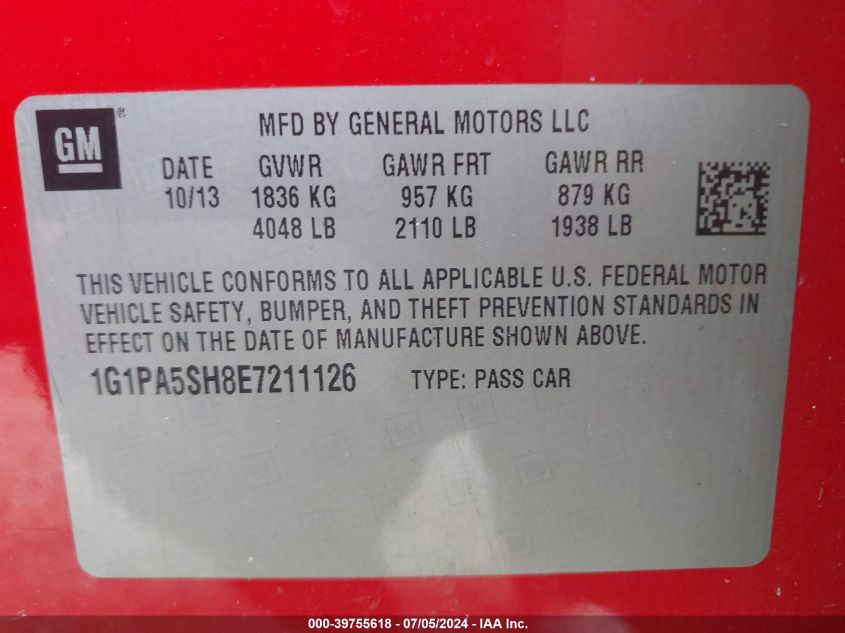 GM ®
MFD BY GENERAL MOTORS LLC
DATE GVWR GAWR FRT GAWR RR
10/13 1836 KG 957 KG 879 KG
4048 LB 2110 LB 1938 LB
THIS VEHICLE CONFORMS TO ALL APPLICABLE U.S. FEDERAL MOTOR
VEHICLE SAFETY, BUMPER, AND THEFT PREVENTION STANDARDS IN
EFFECT ON THE DATE OF MANUFACTURE SHOWN ABOVE.
1G1PA5SH8E7211126 TYPE: PASS CAR
000-39755618 - 07/05/2024 - IAA Inc.